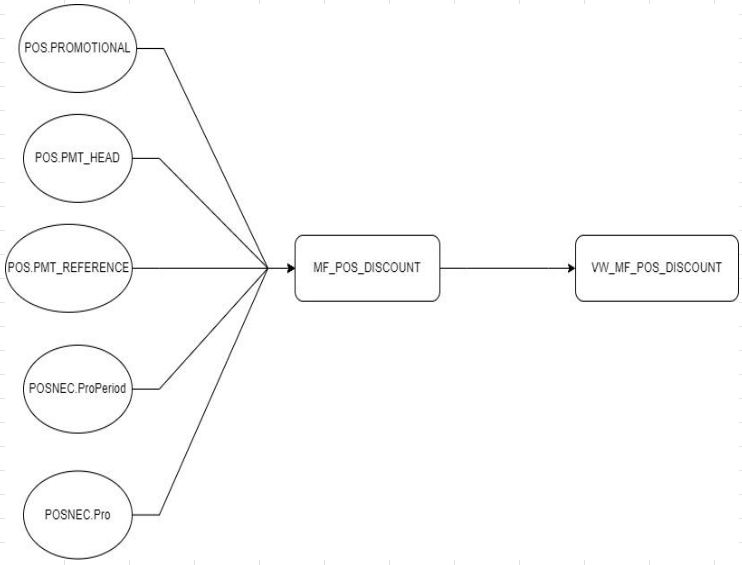 POS.PROMOTIONAL
POS.PMT_HEAD
POS.PMT_REFERENCE
MF_POS_DISCOUNT
VW_MF_POS_DISCOUNT
POSNEC.ProPeriod
POSNEC.Pro